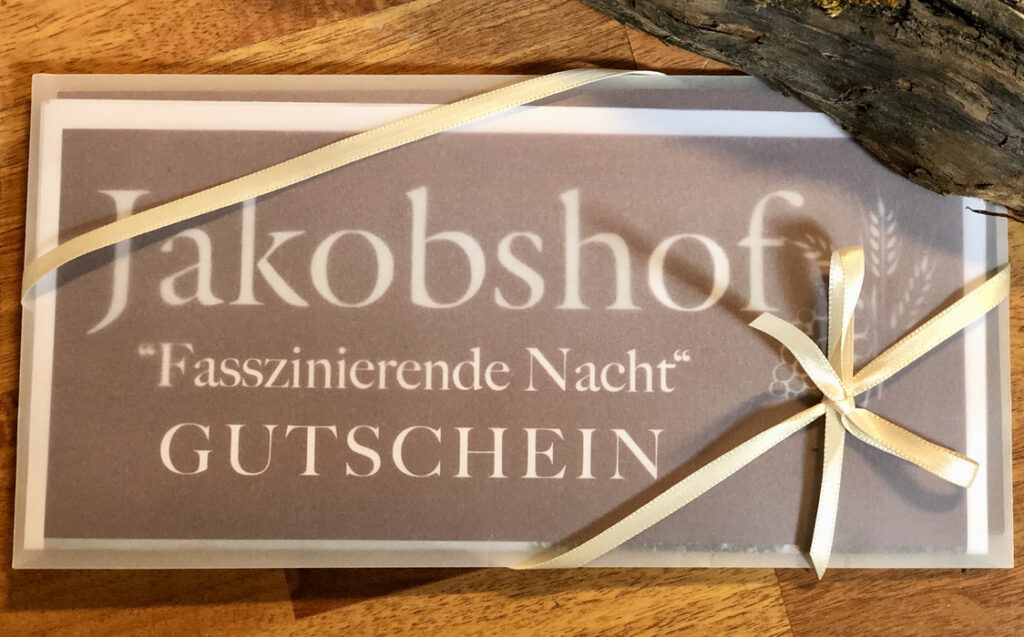 Jakobshof
“Fasszinierende Nacht“
GUTSCHEIN